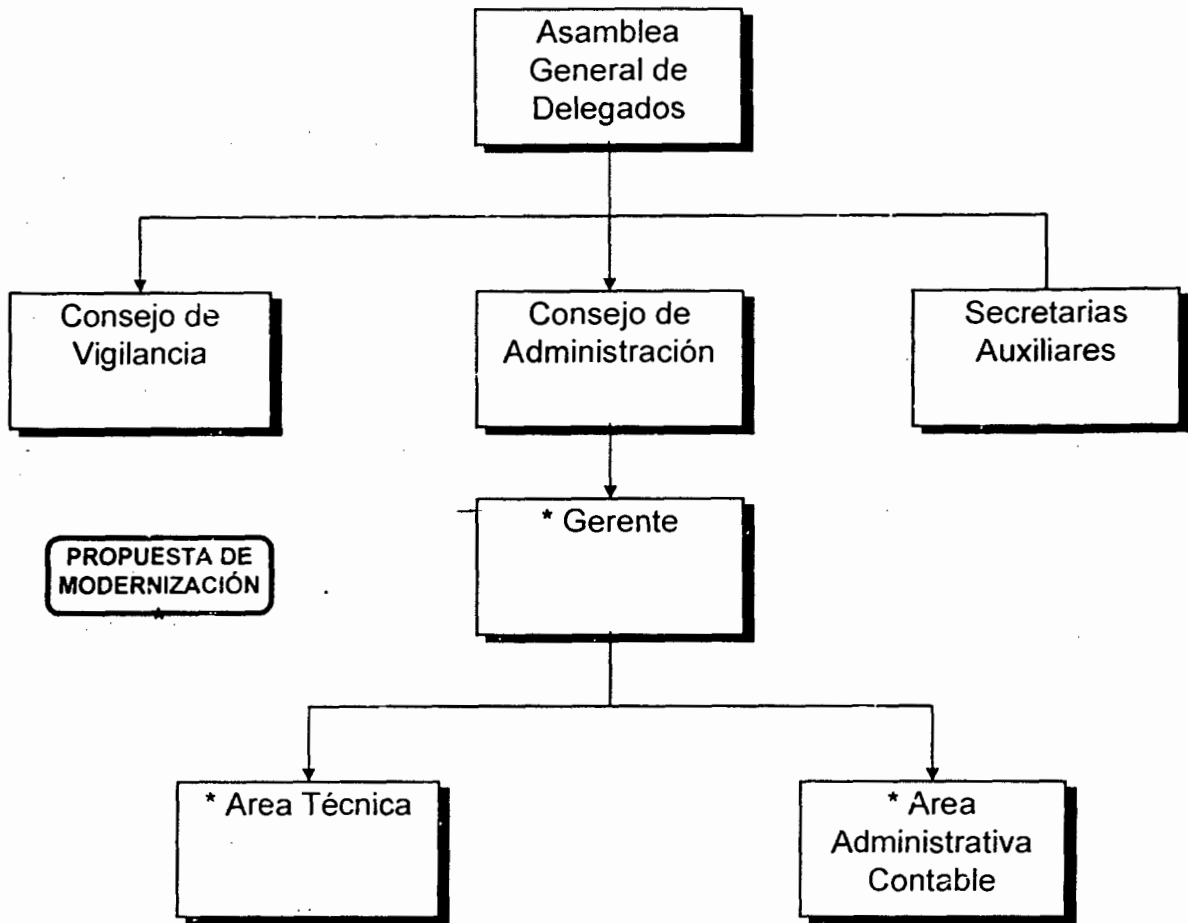 Asamblea
General de
Delegados
Consejo de
Vigilancia
Consejo de
Administración
Secretarias
Auxiliares
* Gerente
PROPUESTA DE
MODERNIZACIÓN
*
* Area Técnica
* Area
Administrativa
Contable